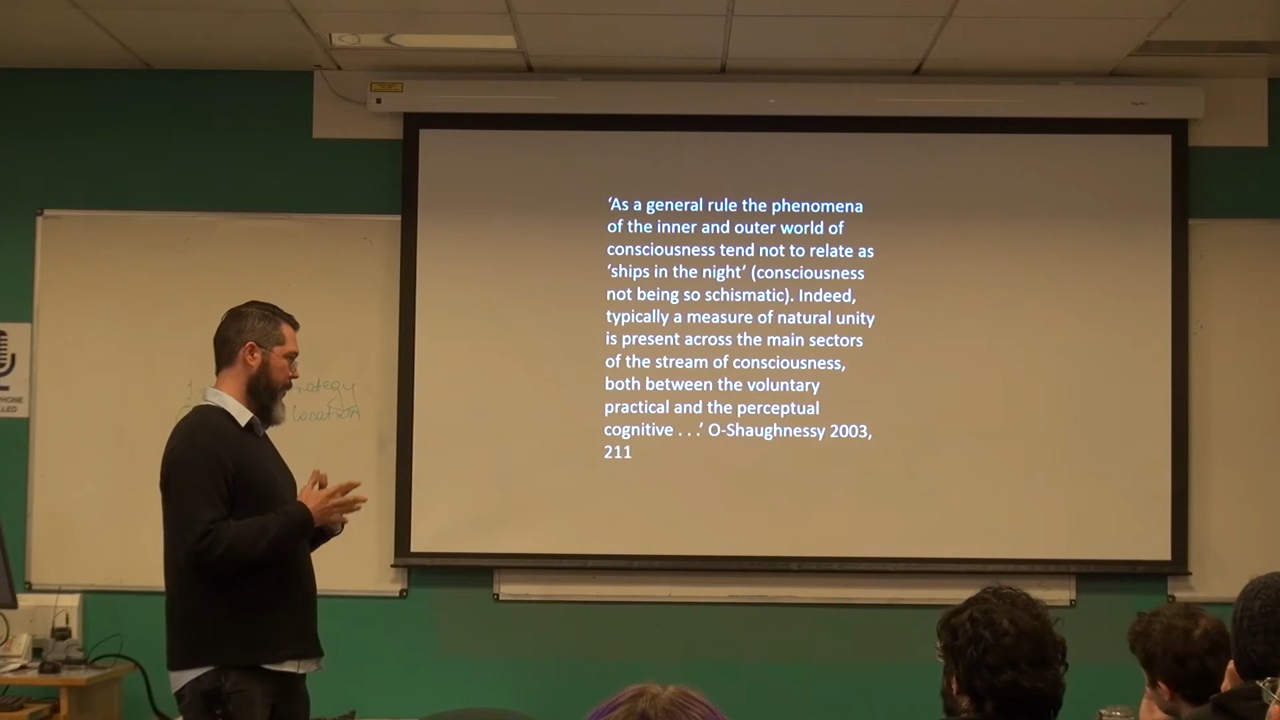 ‘As a general rule the phenomena
of the inner and outer world of
consciousness tend not to relate as
‘ships in the night’ (consciousness
not being so schismatic). Indeed,
typically a measure of natural unity
is present across the main sectors
of the stream of consciousness,
both between the voluntary
practical and the perceptual
cognitive . . .’ O-Shaughnessy 2003,
211
location